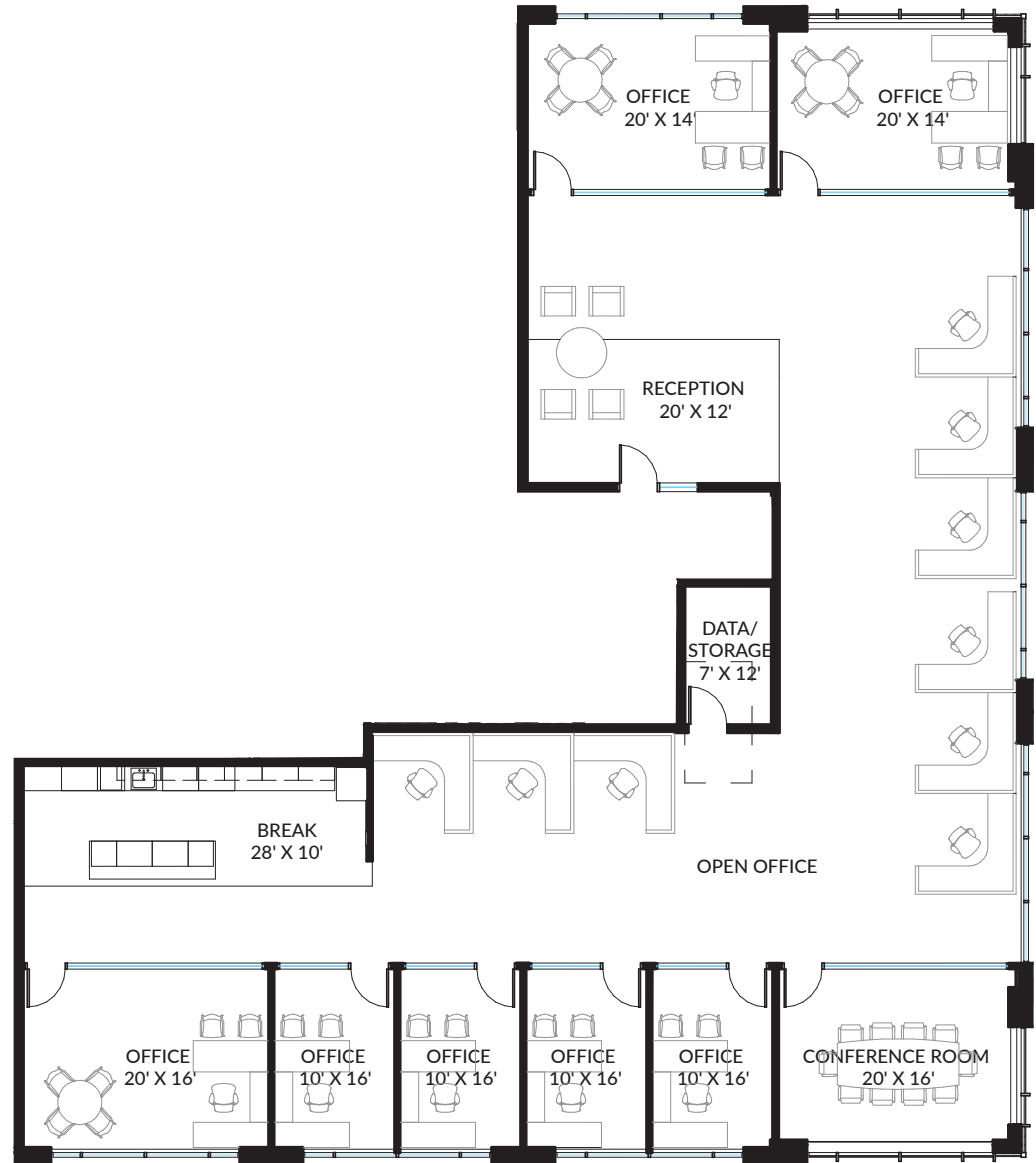 OFFICE
20' X 14'
OFFICE
20' X 14'
RECEPTION
20' X 12'
DATA/
STORAGE
7' X 12'
BREAK
28' X 10'
OPEN OFFICE
OFFICE
20' X 16'
OFFICE
10' X 16'
OFFICE
10' X 16'
OFFICE
10' X 16'
OFFICE
10' X 16'
CONFERENCE ROOM
20' X 16'